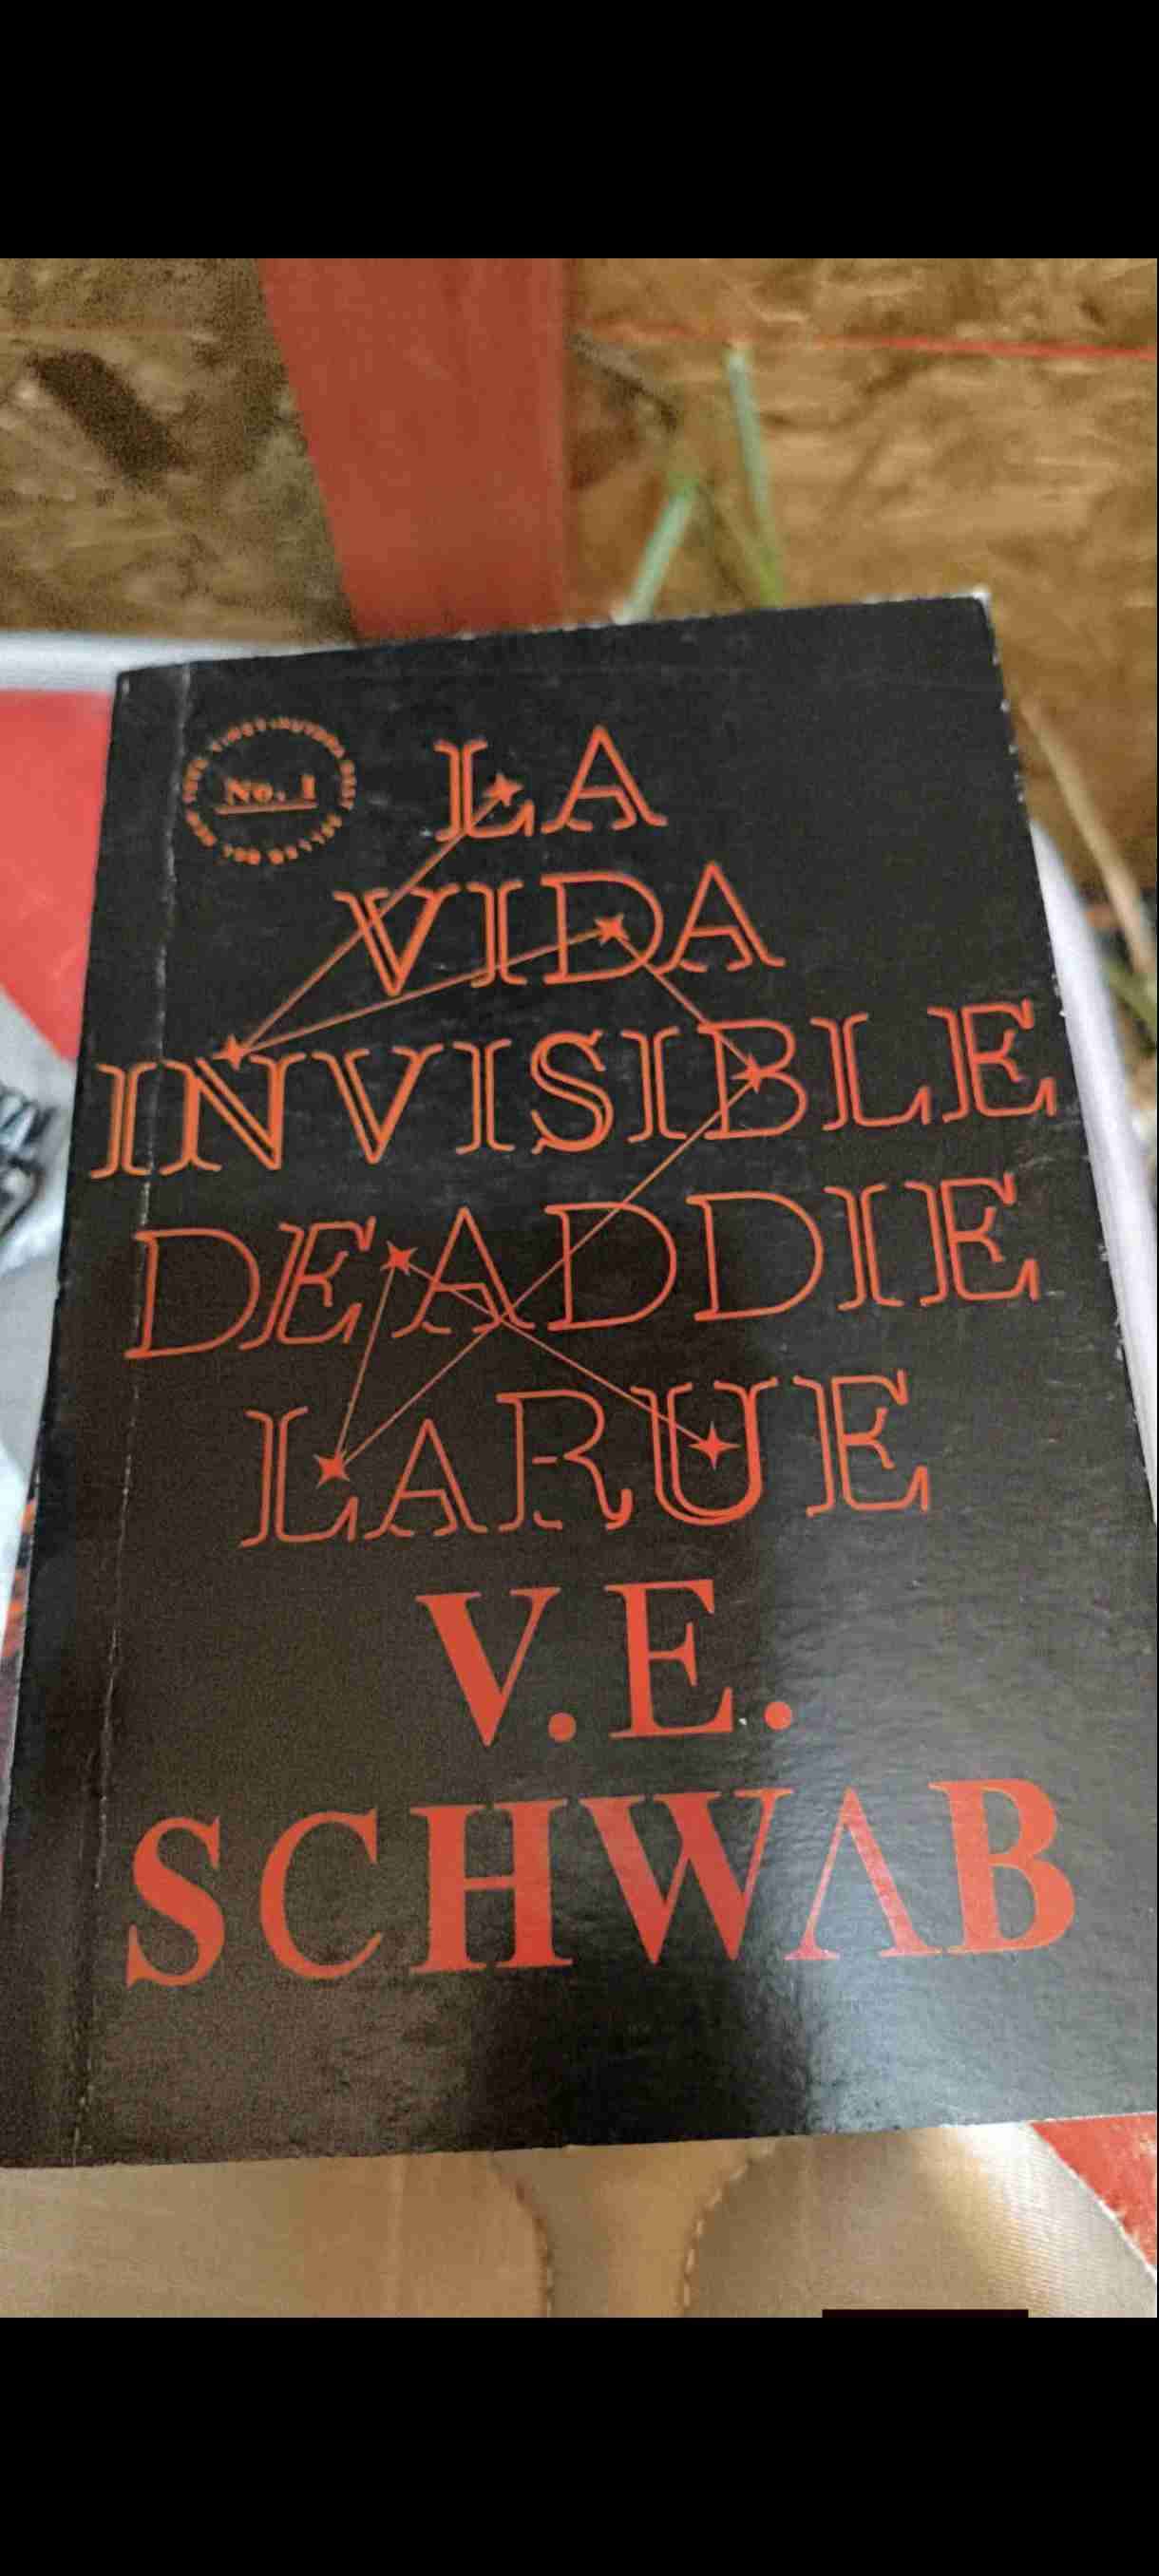 No. 1
LA
VIDA
INVISIBLE
DE ADDIE
LARUE
V.E.
SCHWAB